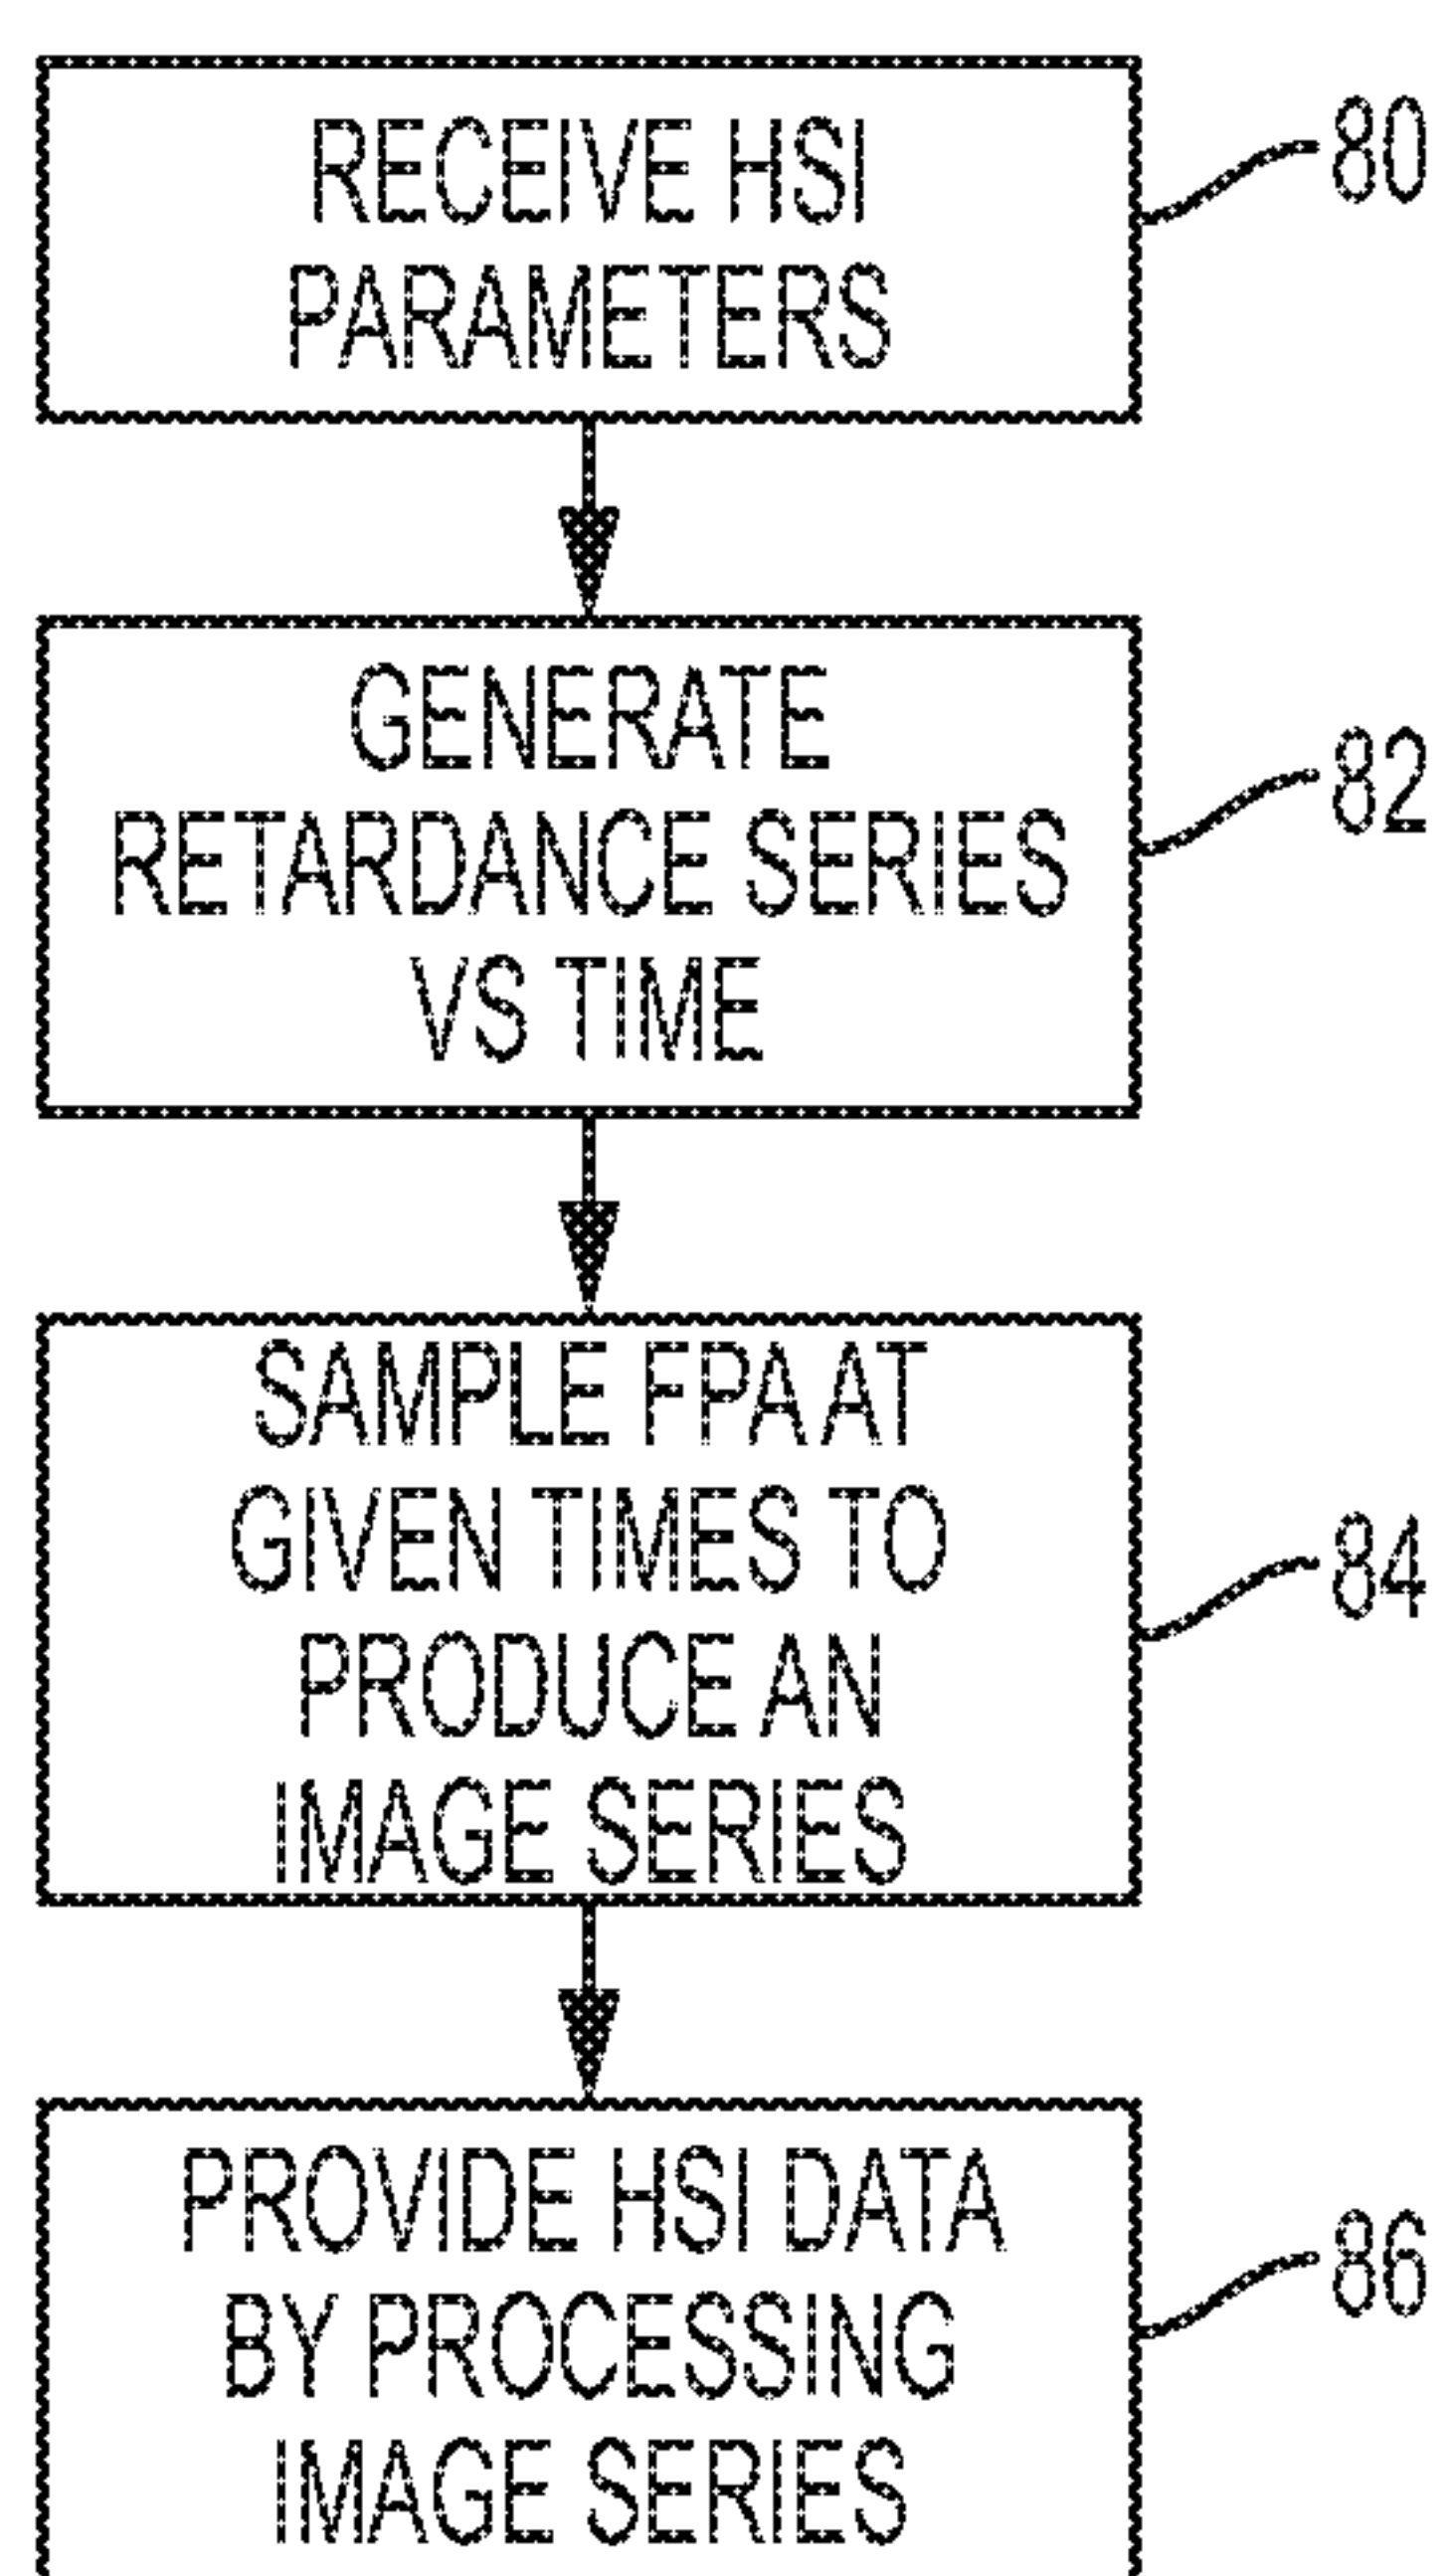 RECEIVE HSI
PARAMETERS
80
GENERATE
RETARDANCE SERIES
VS TIME
82
SAMPLE FPA AT
GIVEN TIMES TO
PRODUCE AN
IMAGE SERIES
84
PROVIDE HSI DATA
BY PROCESSING
IMAGE SERIES
86